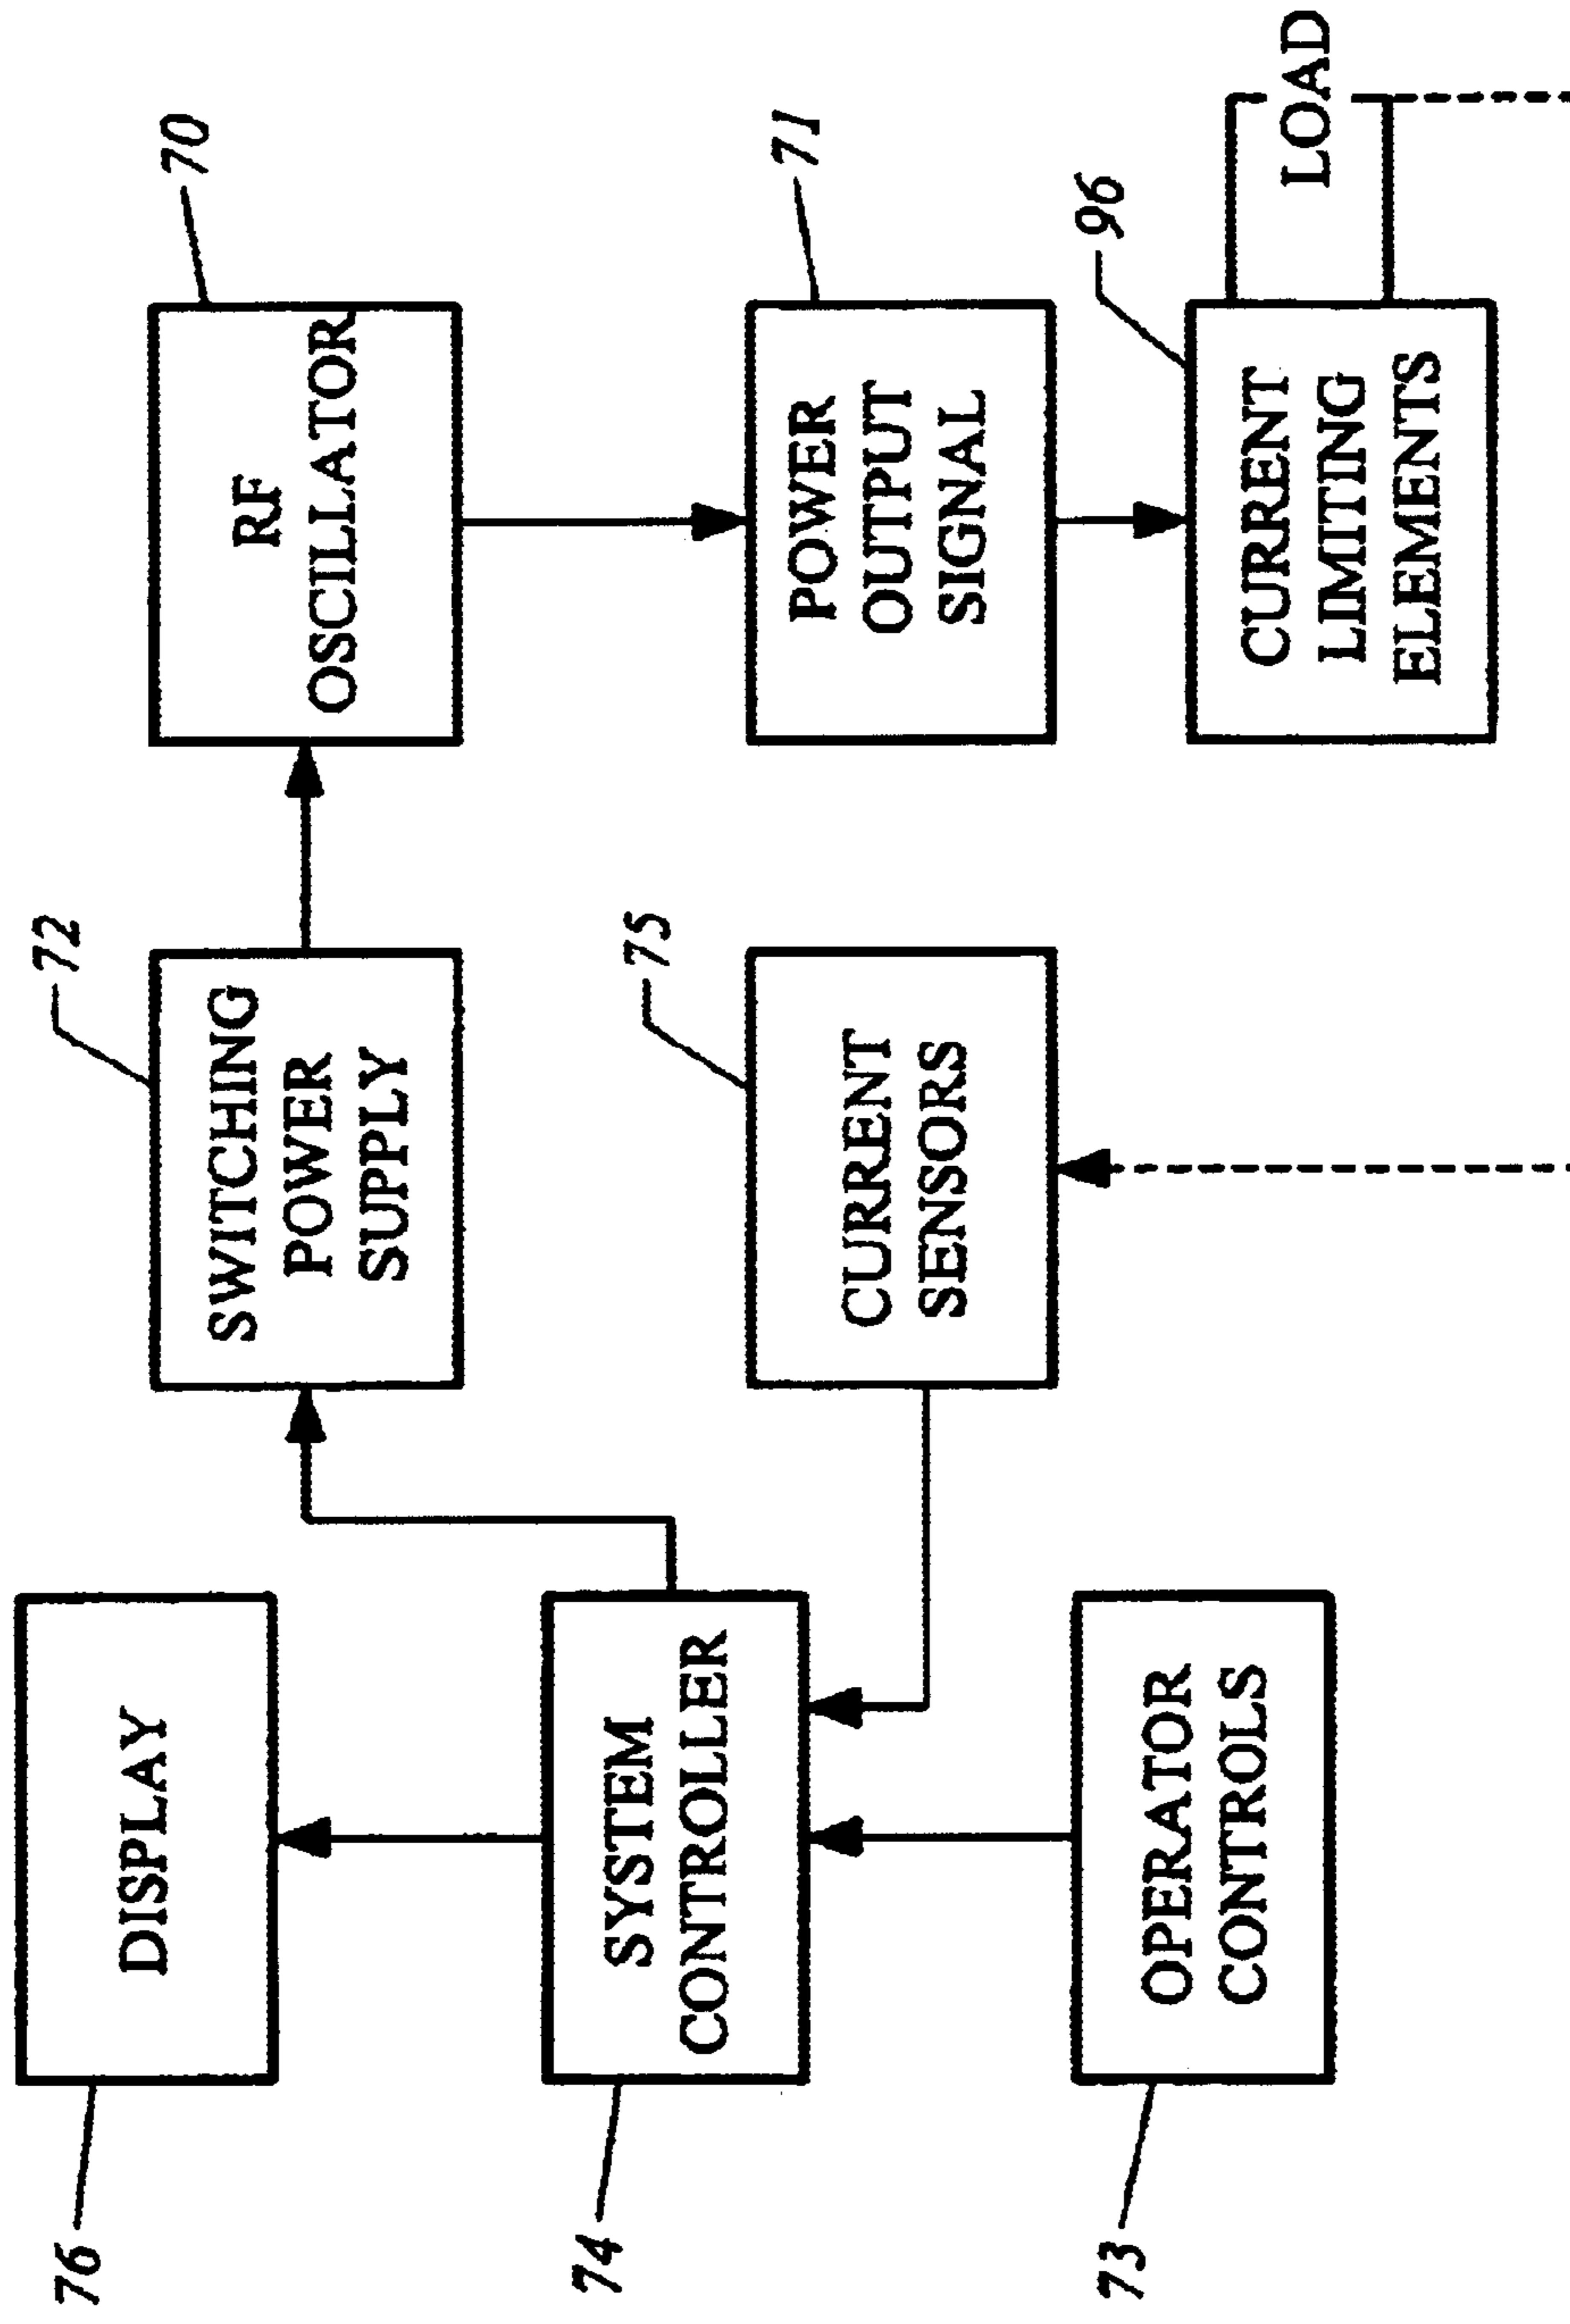 76
DISPLAY
72
SWITCHING
POWER
SUPPLY
70
RF
OSCILLATOR
74
SYSTEM
CONTROLLER
75
CURRENT
SENSORS
71
POWER
OUTPUT
SIGNAL
73
OPERATOR
CONTROLS
96
CURRENT
LIMITING
ELEMENTS
LOAD